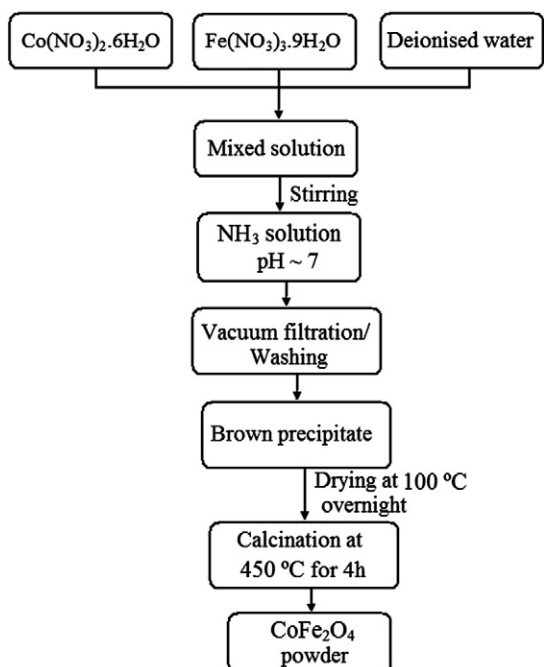 Co(NO₃)₂.6H₂O
Fe(NO₃)₃.9H₂O
Deionised water
Mixed solution
Stirring
NH₃ solution
pH ~ 7
Vacuum filtration/
Washing
Brown precipitate
Drying at 100 ºC
overnight
Calcination at
450 ºC for 4h
CoFe₂O₄
powder